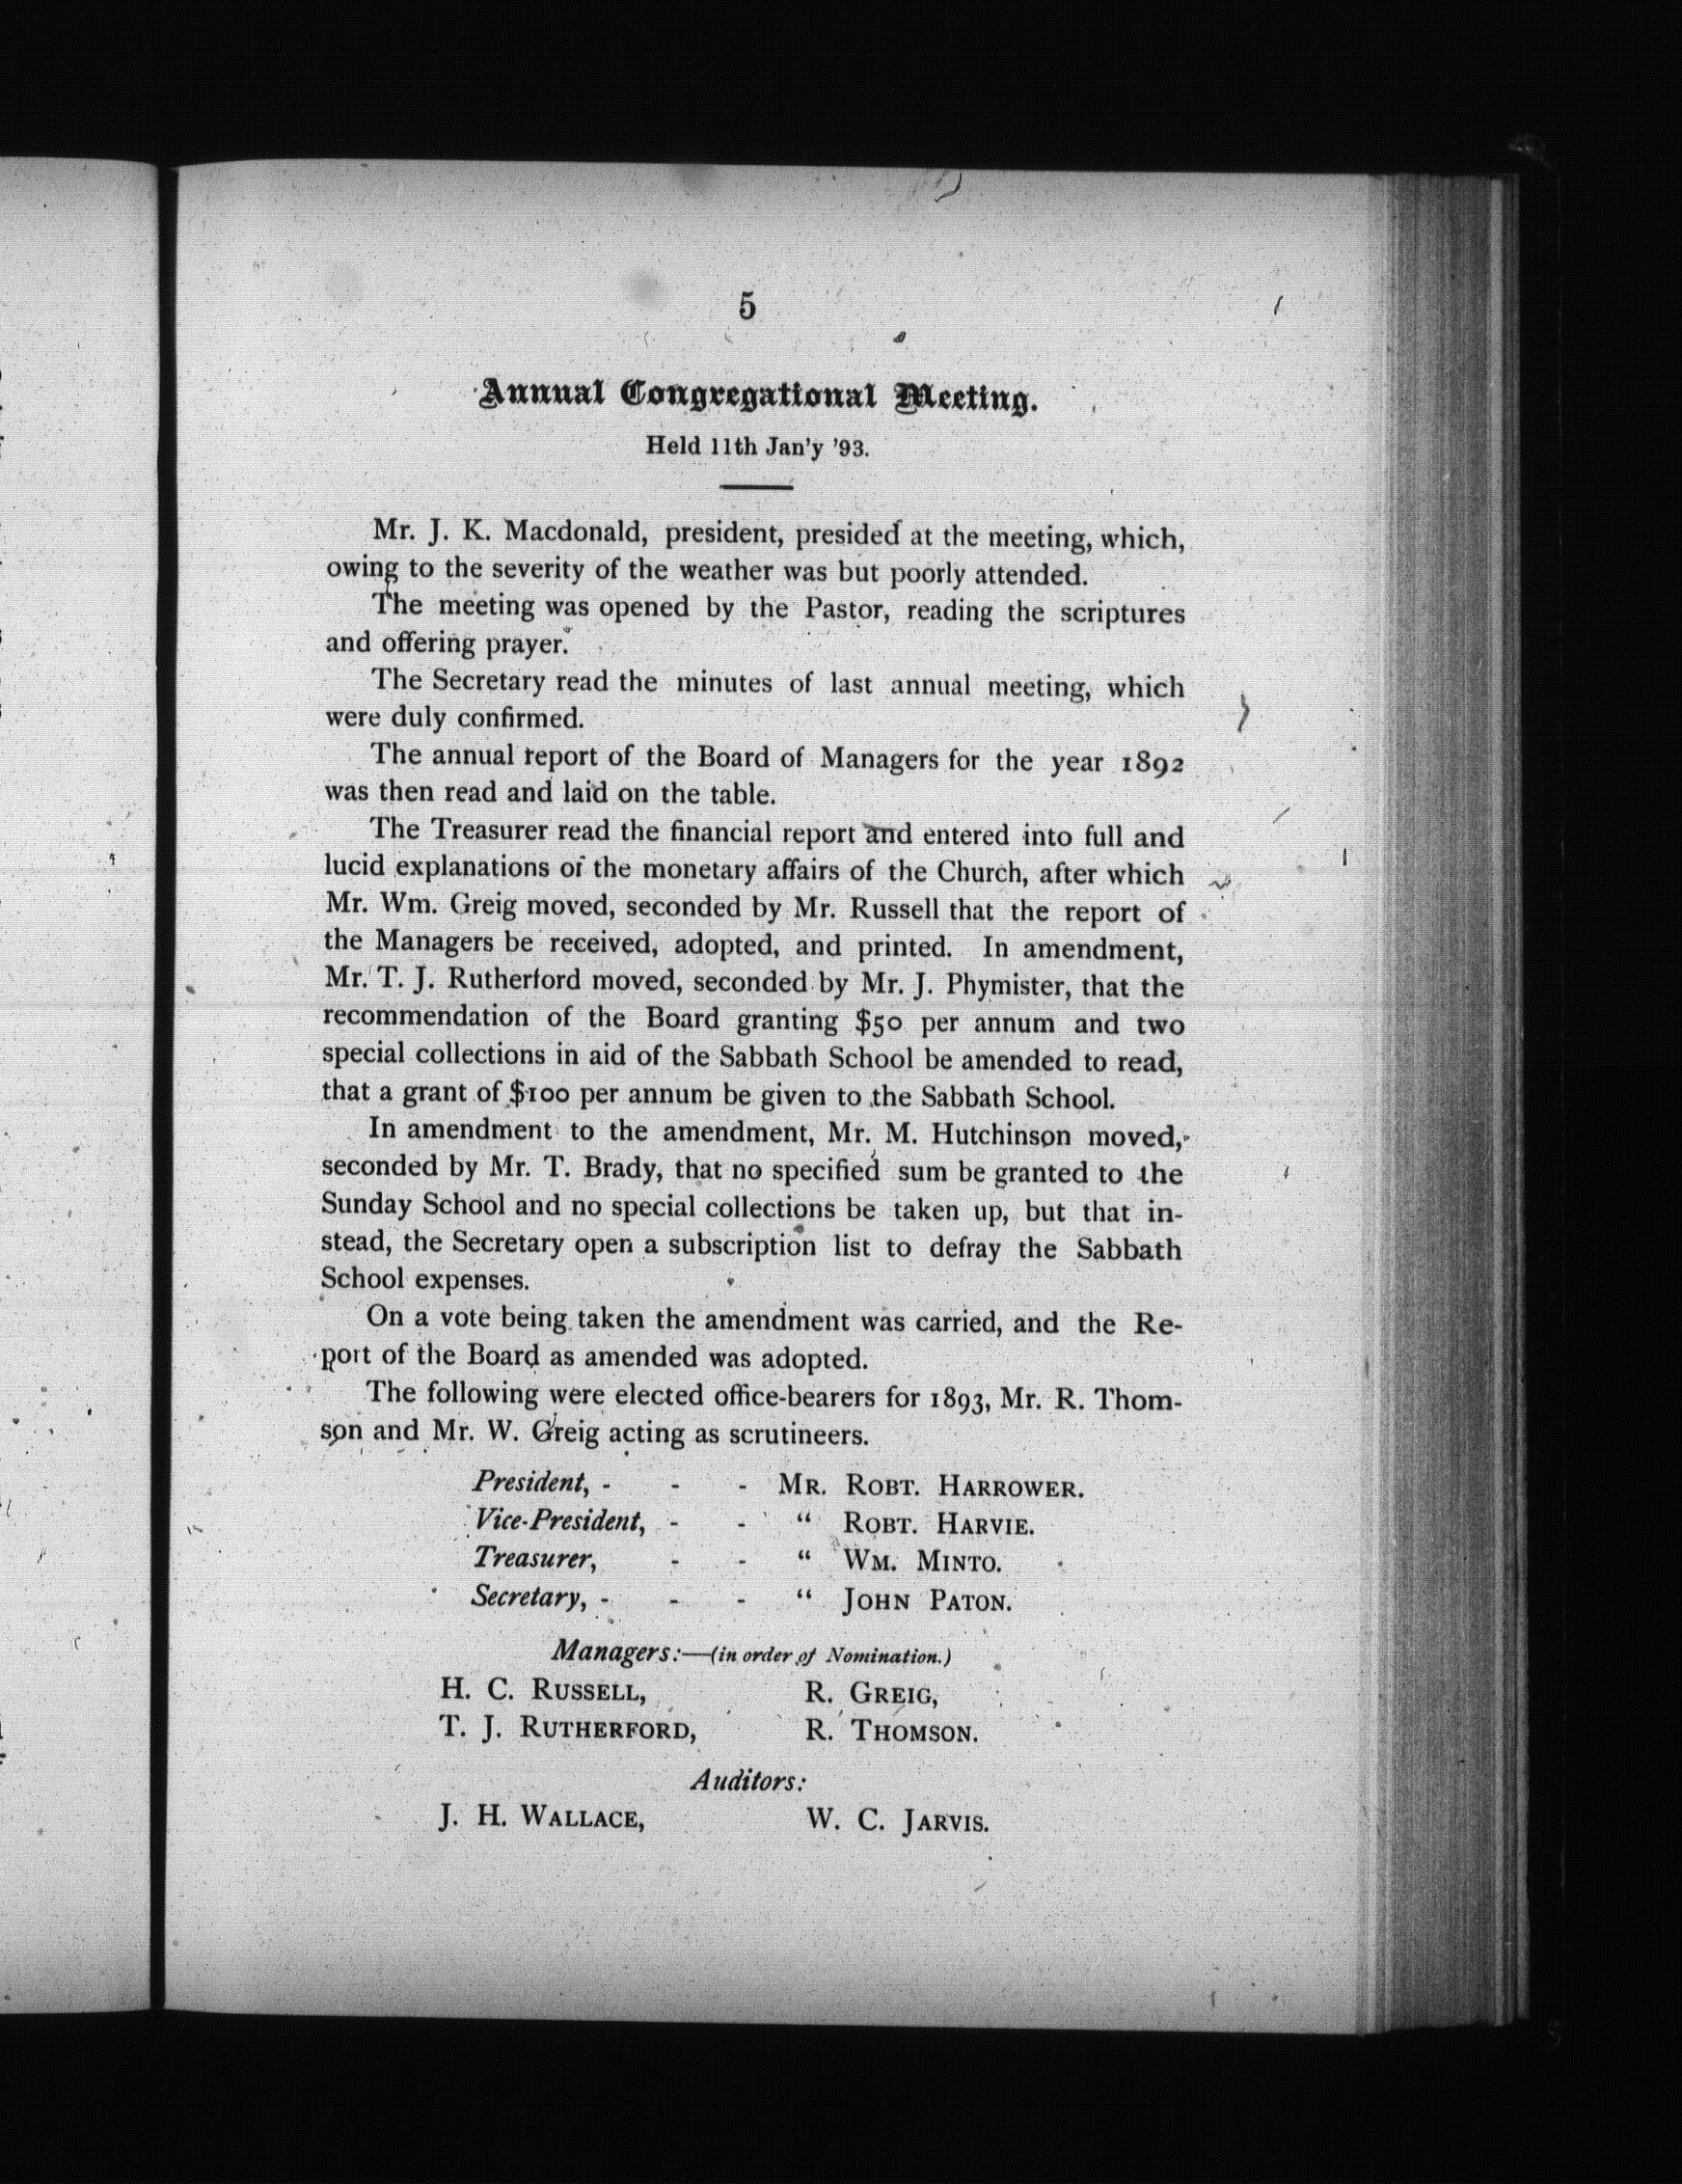 5
Annual Congregational Meeting.
Held 11th Jan'y '93.
Mr. J. K. Macdonald, president, presided at the meeting, which,
owing to the severity of the weather was but poorly attended.
The meeting was opened by the Pastor, reading the scriptures
and offering prayer.
The Secretary read the minutes of last annual meeting, which
were duly confirmed.
The annual report of the Board of Managers for the year 1892
was then read and laid on the table.
The Treasurer read the financial report and entered into full and
lucid explanations of the monetary affairs of the Church, after which
Mr. Wm. Greig moved, seconded by Mr. Russell that the report of
the Managers be received, adopted, and printed. In amendment,
Mr. T. J. Rutherford moved, seconded by Mr. J. Phymister, that the
recommendation of the Board granting $50 per annum and two
special collections in aid of the Sabbath School be amended to read,
that a grant of $100 per annum be given to the Sabbath School.
In amendment to the amendment, Mr. M. Hutchinson moved,
seconded by Mr. T. Brady, that no specified sum be granted to the
Sunday School and no special collections be taken up, but that in-
stead, the Secretary open a subscription list to defray the Sabbath
School expenses.
On a vote being taken the amendment was carried, and the Re-
port of the Board as amended was adopted.
The following were elected office-bearers for 1893, Mr. R. Thom-
son and Mr. W. Greig acting as scrutineers.
President, - - - MR. ROBT. HARROWER.
Vice-President, - - " ROBT. HARVIE.
Treasurer, - - " WM. MINTO.
Secretary, - - - " JOHN PATON.
Managers:—(in order of Nomination.)
H. C. RUSSELL, R. GREIG,
T. J. RUTHERFORD, R. THOMSON.
Auditors:
J. H. WALLACE, W. C. JARVIS.